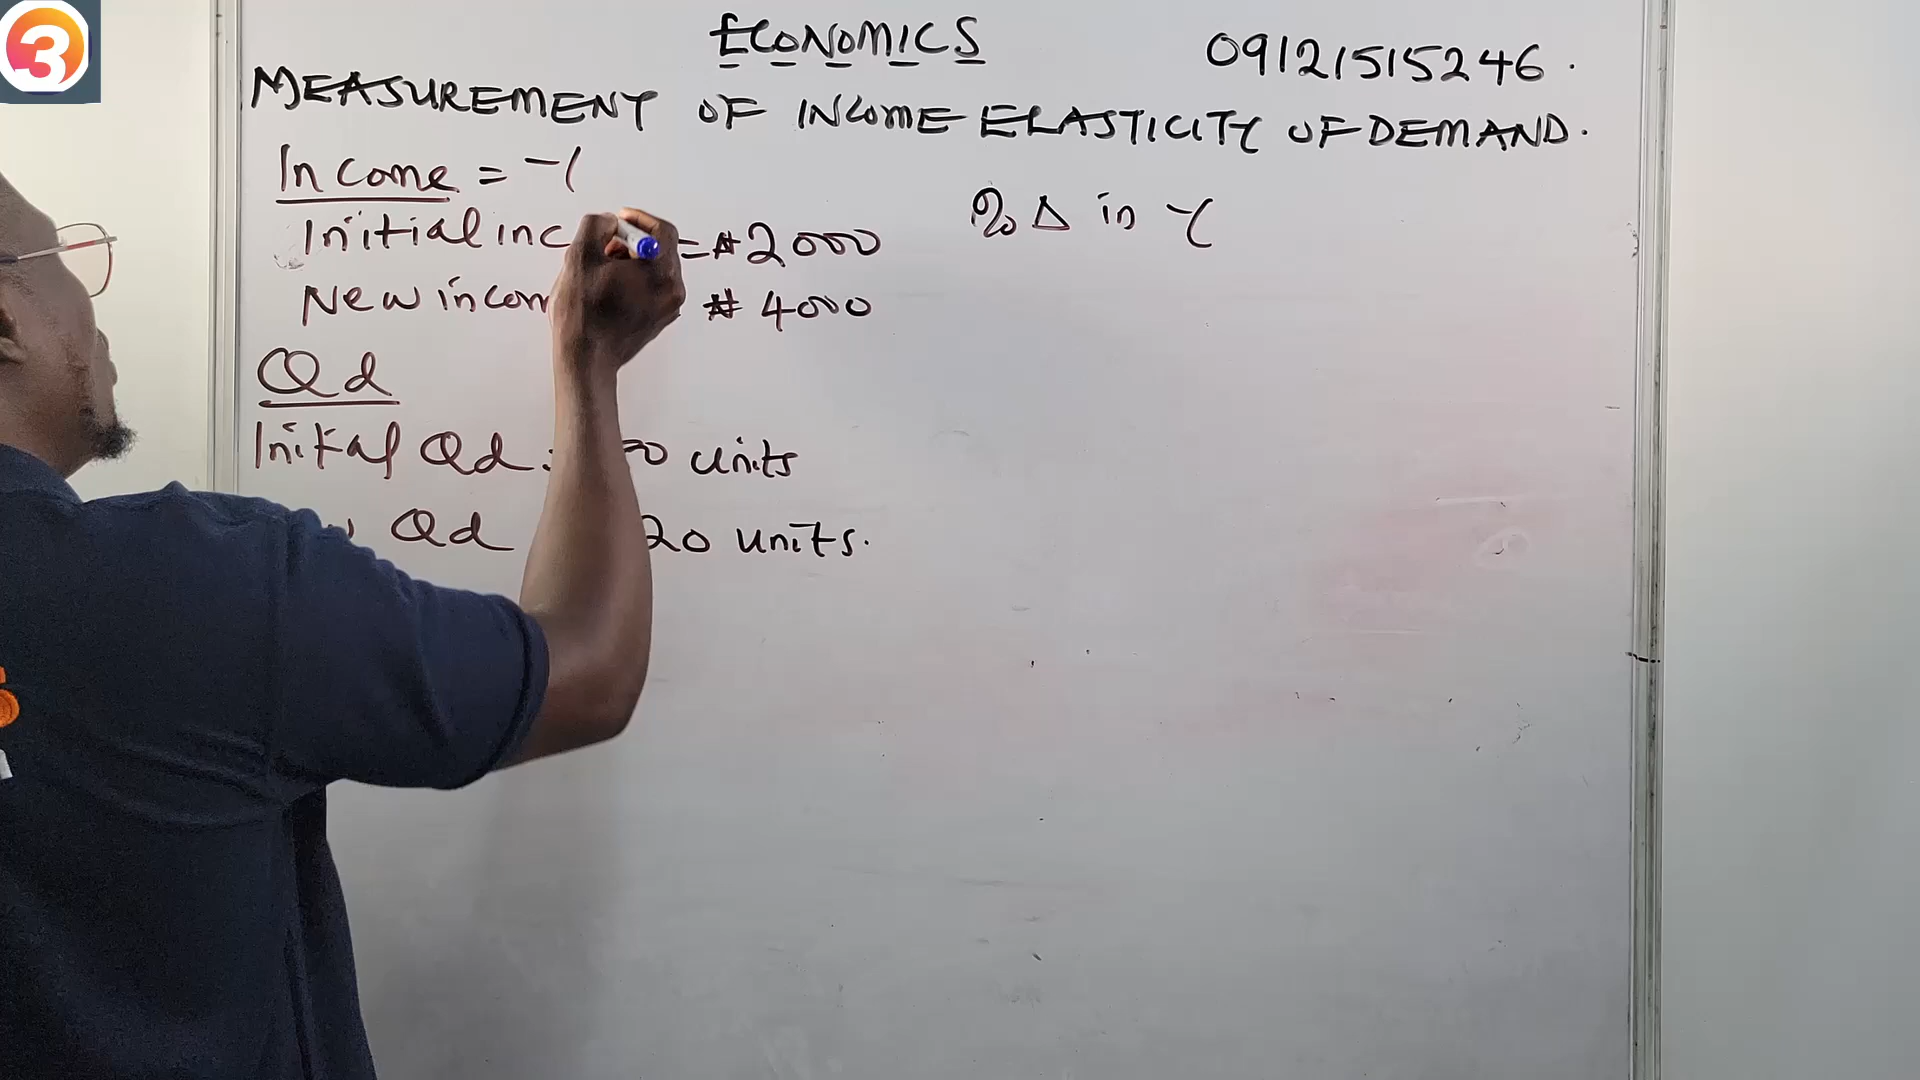 3
ECONOMICS
09121515246.
MEASUREMENT OF INCOME ELASTICITY OF DEMAND.
Income = Y
Initial inc = ₦2000
New incom ₦4000
Qd
Initial Qd 0 units
Qd 20 units.
% Δ in Y